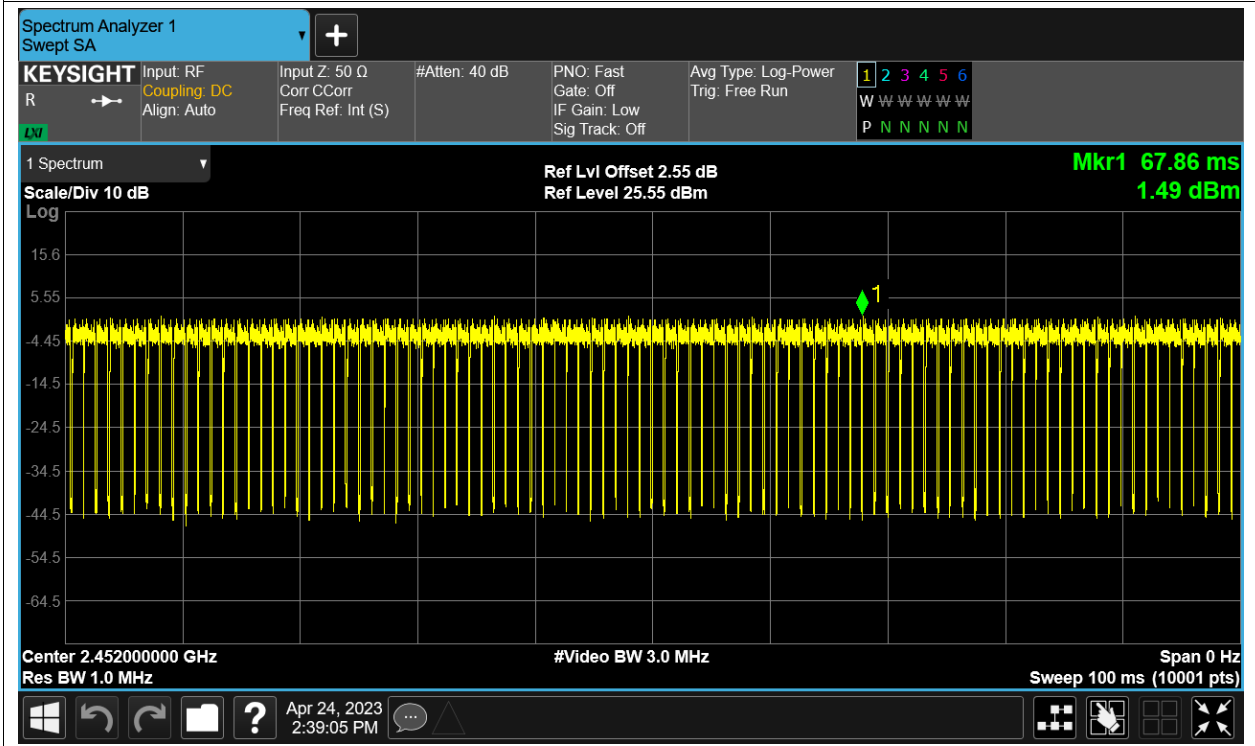 Spectrum Analyzer 1
Swept SA
KEYSIGHT
R
LXI
Input: RF
Coupling: DC
Align: Auto
Input Z: 50 Ω
Corr CCorr
Freq Ref: Int (S)
#Atten: 40 dB
PNO: Fast
Gate: Off
IF Gain: Low
Sig Track: Off
Avg Type: Log-Power
Trig: Free Run
1 2 3 4 5 6
W W W W W W
P N N N N N
1 Spectrum
Scale/Div 10 dB
Log
Ref Lvl Offset 2.55 dB
Ref Level 25.55 dBm
Mkr1 67.86 ms
1.49 dBm
15.6
5.55
1
-4.45
-14.5
-24.5
-34.5
-44.5
-54.5
-64.5
Center 2.452000000 GHz
Res BW 1.0 MHz
#Video BW 3.0 MHz
Span 0 Hz
Sweep 100 ms (10001 pts)
?
Apr 24, 2023
2:39:05 PM